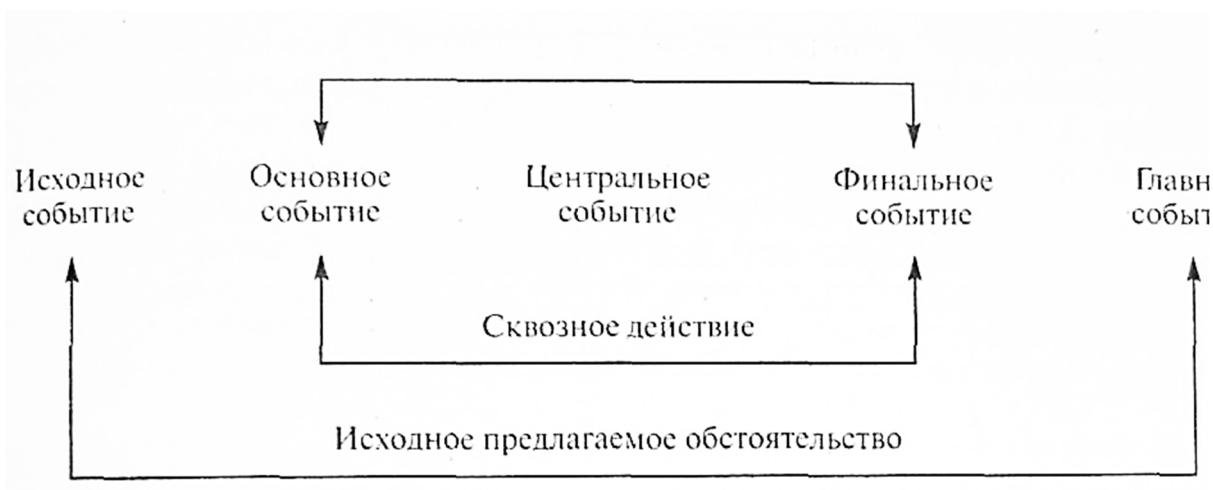 Исходное Основное Центральное Финальное Главн
событие событие событие событие событ
Сквозное действие
Исходное предлагаемое обстоятельство